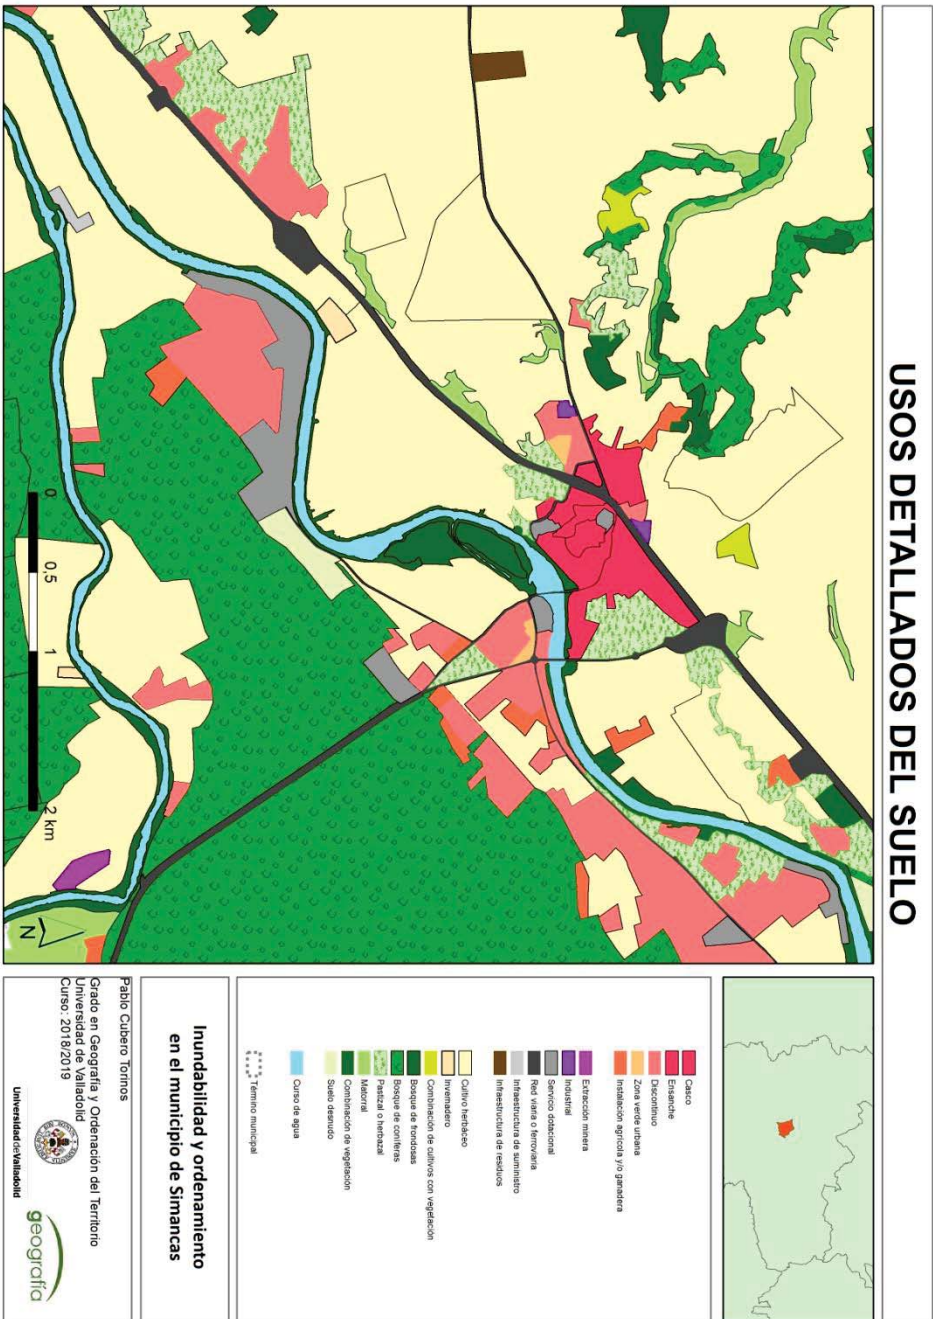 USOS DETALLADOS DEL SUELO
0 0,5 1 2 km
N
Casco
Ensanche
Discontinuo
Zona verde urbana
Instalación agrícola y/o ganadera
Extracción minera
Industrial
Servicio dotacional
Red viaria o ferroviaria
Infraestructura de suministro
Infraestructura de residuos
Cultivo herbáceo
Invernadero
Combinación de cultivos con vegetación
Bosque de frondosas
Bosque de coníferas
Pastizal o herbazal
Matorral
Combinación de vegetación
Suelo desnudo
Curso de agua
Término municipal
Inundabilidad y ordenamiento
en el municipio de Simancas
Pablo Cubero Torinos
Grado en Geografía y Ordenación del Territorio
Universidad de Valladolid
Curso: 2018/2019
UniversidaddeValladolid
geografía